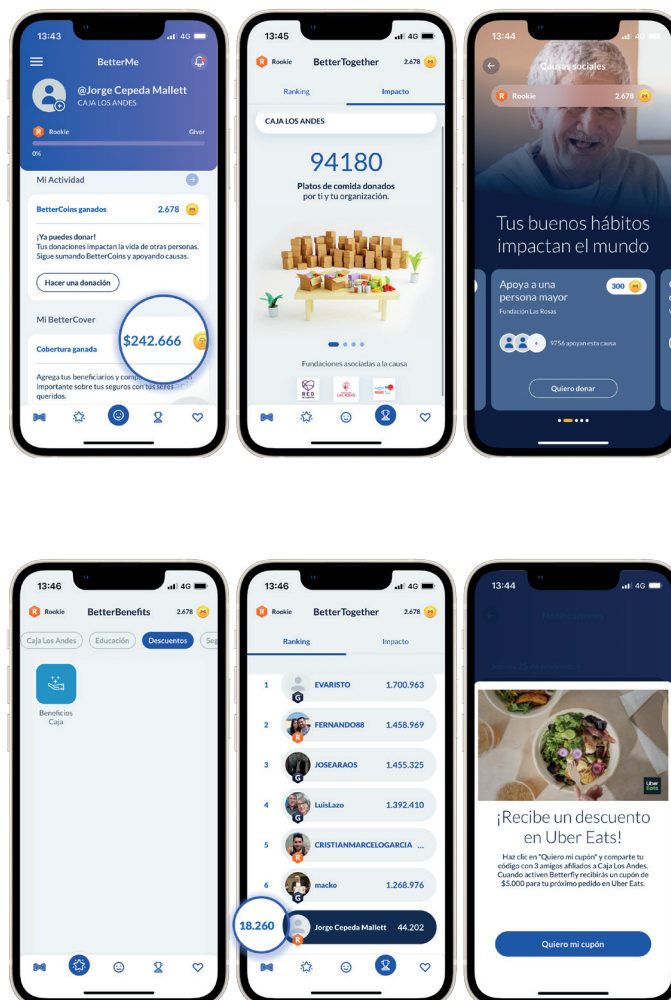 13:43
4G
BetterMe
@Jorge Cepeda Mallett
CAJA LOS ANDES
R Rookie
Giver
0%
Mi Actividad
BetterCoins ganados
2.678
¡Ya puedes donar!
Tus donaciones impactan la vida de otras personas.
Sigue sumando BetterCoins y apoyando causas.
Hacer una donación
Mi BetterCover
Cobertura ganada
$242.666
Agrega tus beneficiarios y
importante sobre tus seguros con tus seres
queridos.
13:45
4G
R Rookie
BetterTogether
2.678
Ranking
Impacto
CAJA LOS ANDES
94180
Platos de comida donados
por ti y tu organización.
Fundaciones asociadas a la causa
RED
LAS ROSAS
13:44
4G
Causas sociales
R Rookie
2.678
Tus buenos hábitos
impactan el mundo
Apoya a una
persona mayor
300
Fundación Las Rosas
+
9756 apoyan esta causa
Quiero donar
13:46
4G
R Rookie
BetterBenefits
2.678
Caja Los Andes
Educación
Descuentos
Seg
Beneficios
Caja
13:46
4G
R Rookie
BetterTogether
2.678
Ranking
Impacto
1 G EVARISTO 1.700.963
2 R FERNANDO88 1.458.969
3 G JOSEARAOS 1.455.325
4 G LuisLazo 1.392.410
5 R CRISTIANMARCELOGARCIA ...
6 G macko 1.268.976
18.260 R Jorge Cepeda Mallett 44.202
13:44
4G
Uber
Eats
¡Recibe un descuento
en Uber Eats!
Haz clic en "Quiero mi cupón" y comparte tu
código con 3 amigos afiliados a Caja Los Andes.
Cuando activen Betterfly recibirás un cupón de
$5.000 para tu próximo pedido en Uber Eats.
Quiero mi cupón